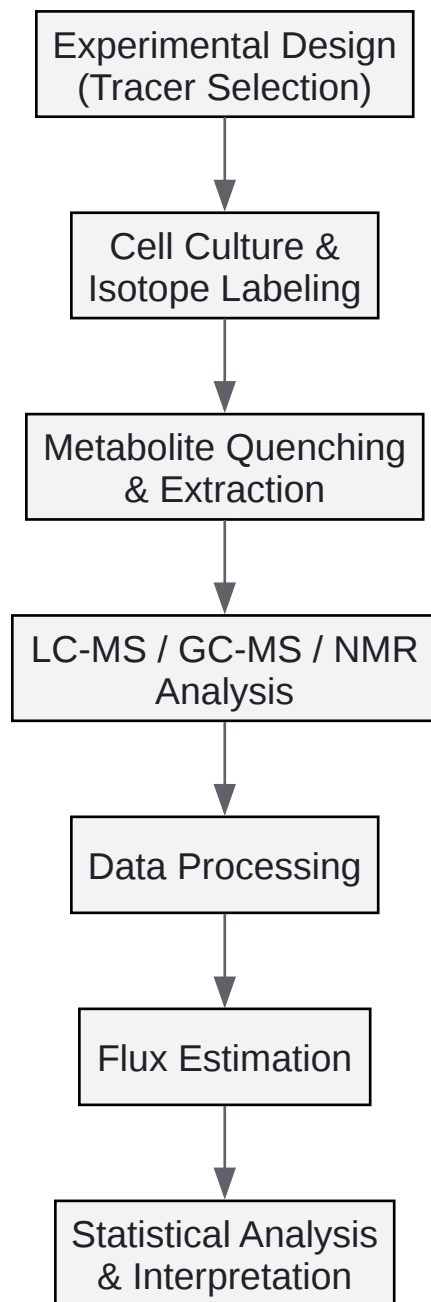 Experimental Design
(Tracer Selection)
Cell Culture &
Isotope Labeling
Metabolite Quenching
& Extraction
LC-MS / GC-MS / NMR
Analysis
Data Processing
Flux Estimation
Statistical Analysis
& Interpretation